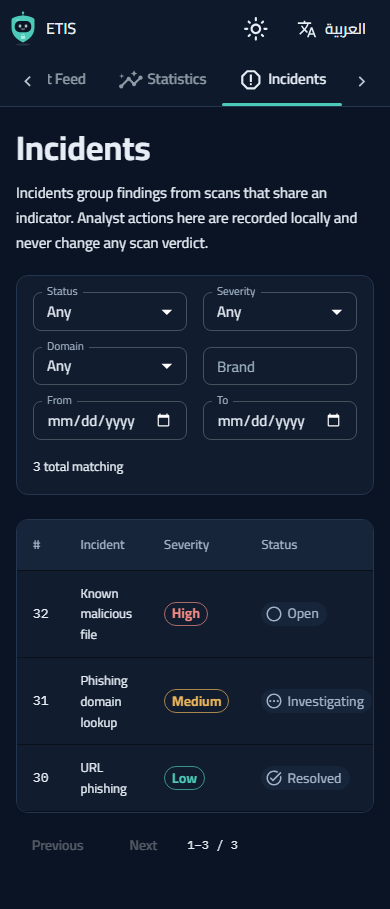 ETIS
العربية
t Feed
Statistics
Incidents
Incidents
Incidents group findings from scans that share an
indicator. Analyst actions here are recorded locally and
never change any scan verdict.
Status
Severity
Any
Any
Domain
Any
Brand
From
To
mm/dd/yyyy
mm/dd/yyyy
3 total matching
# Incident Severity Status
32 Known malicious file High Open
31 Phishing domain lookup Medium Investigating
30 URL phishing Low Resolved
Previous Next 1–3 / 3